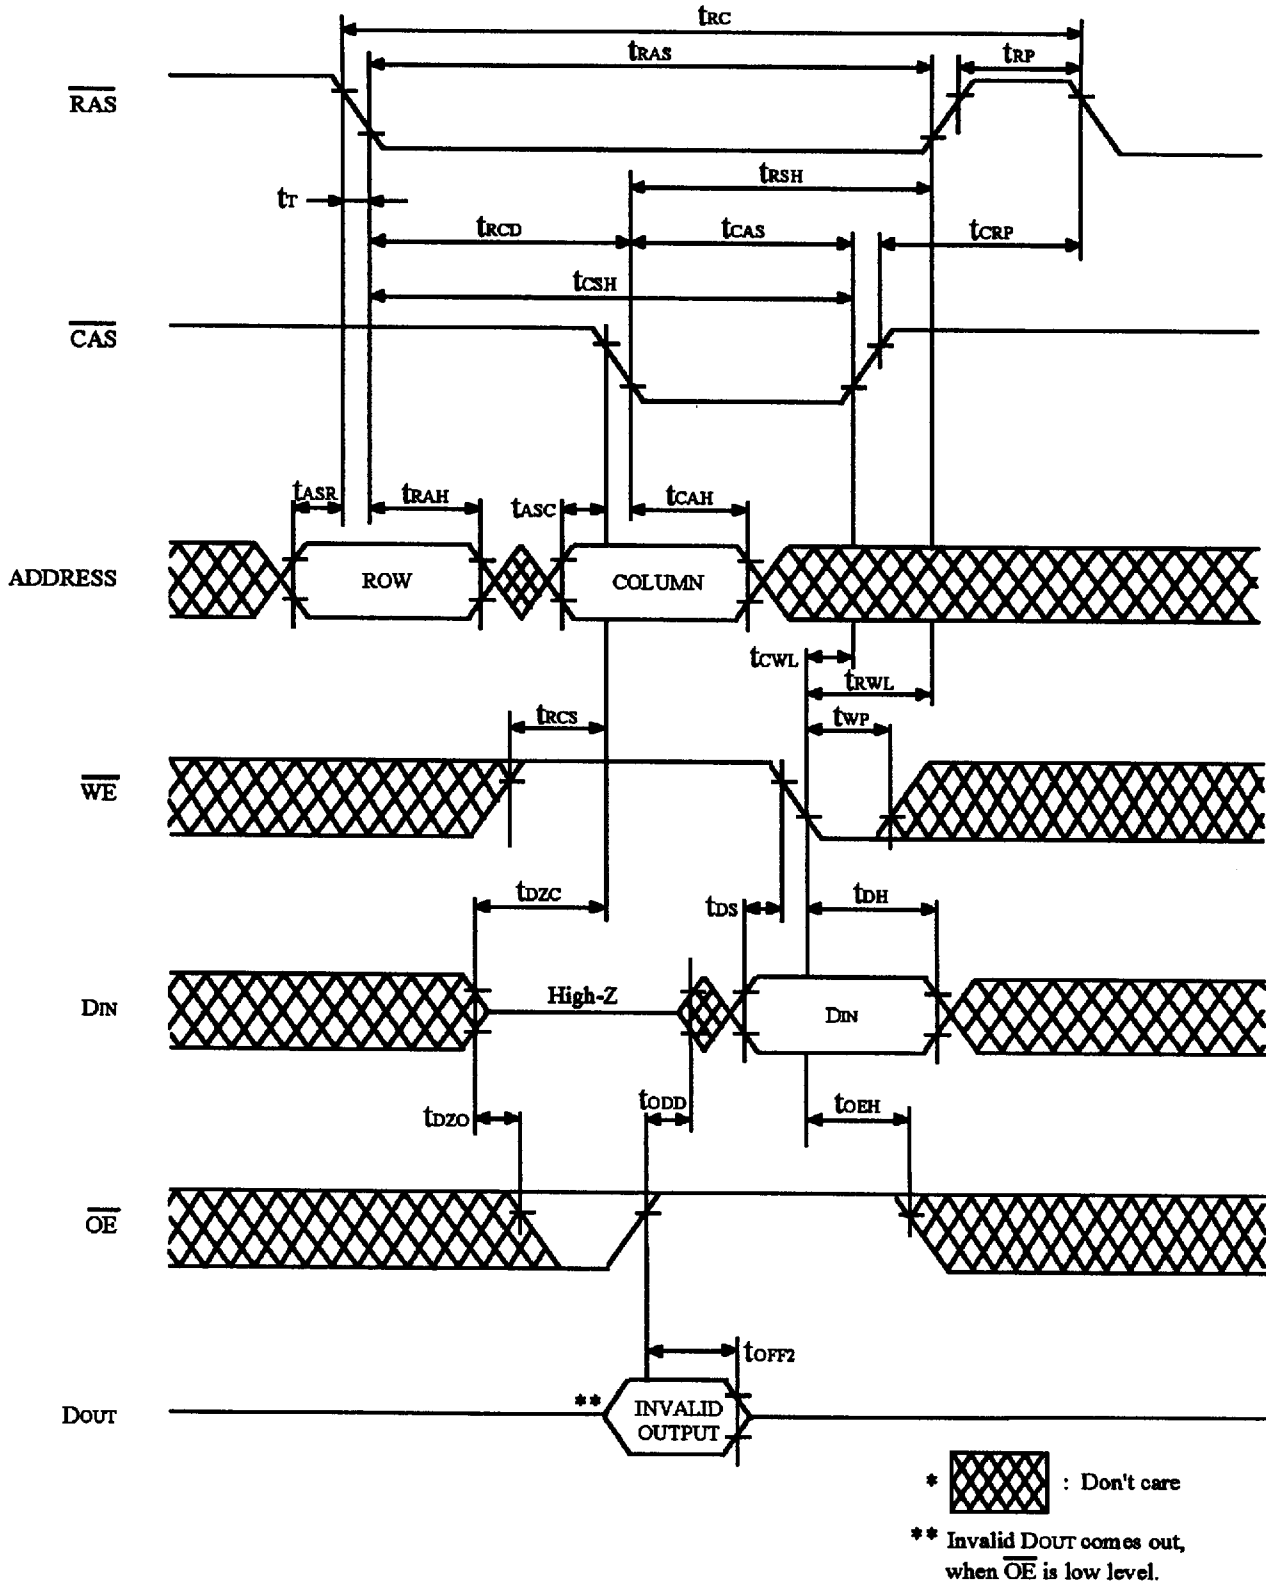 tRC
tRAS
tRP
RAS
tRSH
tT
tRCD
tCAS
tCRP
tCSH
CAS
tASR
tRAH
tASC
tCAH
ADDRESS
ROW
COLUMN
tCWL
tRWL
tRCS
tWP
WE
tDZC
tDS
tDH
DIN
High-Z
DIN
tDZO
tODD
tOEH
OE
tOFF2
DOUT
**
INVALID
OUTPUT
* : Don't care
** Invalid DOUT comes out,
when OE is low level.